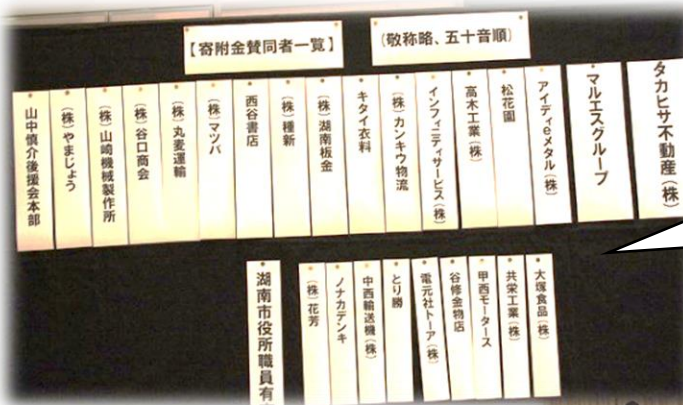 【寄附金賛同者一覧】
(敬称略、五十音順)
タカヒサ不動産(株)
マルエスグループ
アイディeメタル(株)
松花園
高木工業(株)
インフィニティサービス(株)
(株)カンキウ物流
キタイ衣料
(株)湖南板金
(株)種新
西谷書店
(株)マツバ
(株)丸麦運輸
(株)谷口商会
(株)山崎機械製作所
(株)やまじょう
山中慎介後援会本部
大塚食品(株)
共栄工業(株)
甲西モータース
谷修金物店
電元社トーア(株)
とり勝
中西輸送機(株)
ノナカデンキ
(株)花芳
湖南市役所職員有